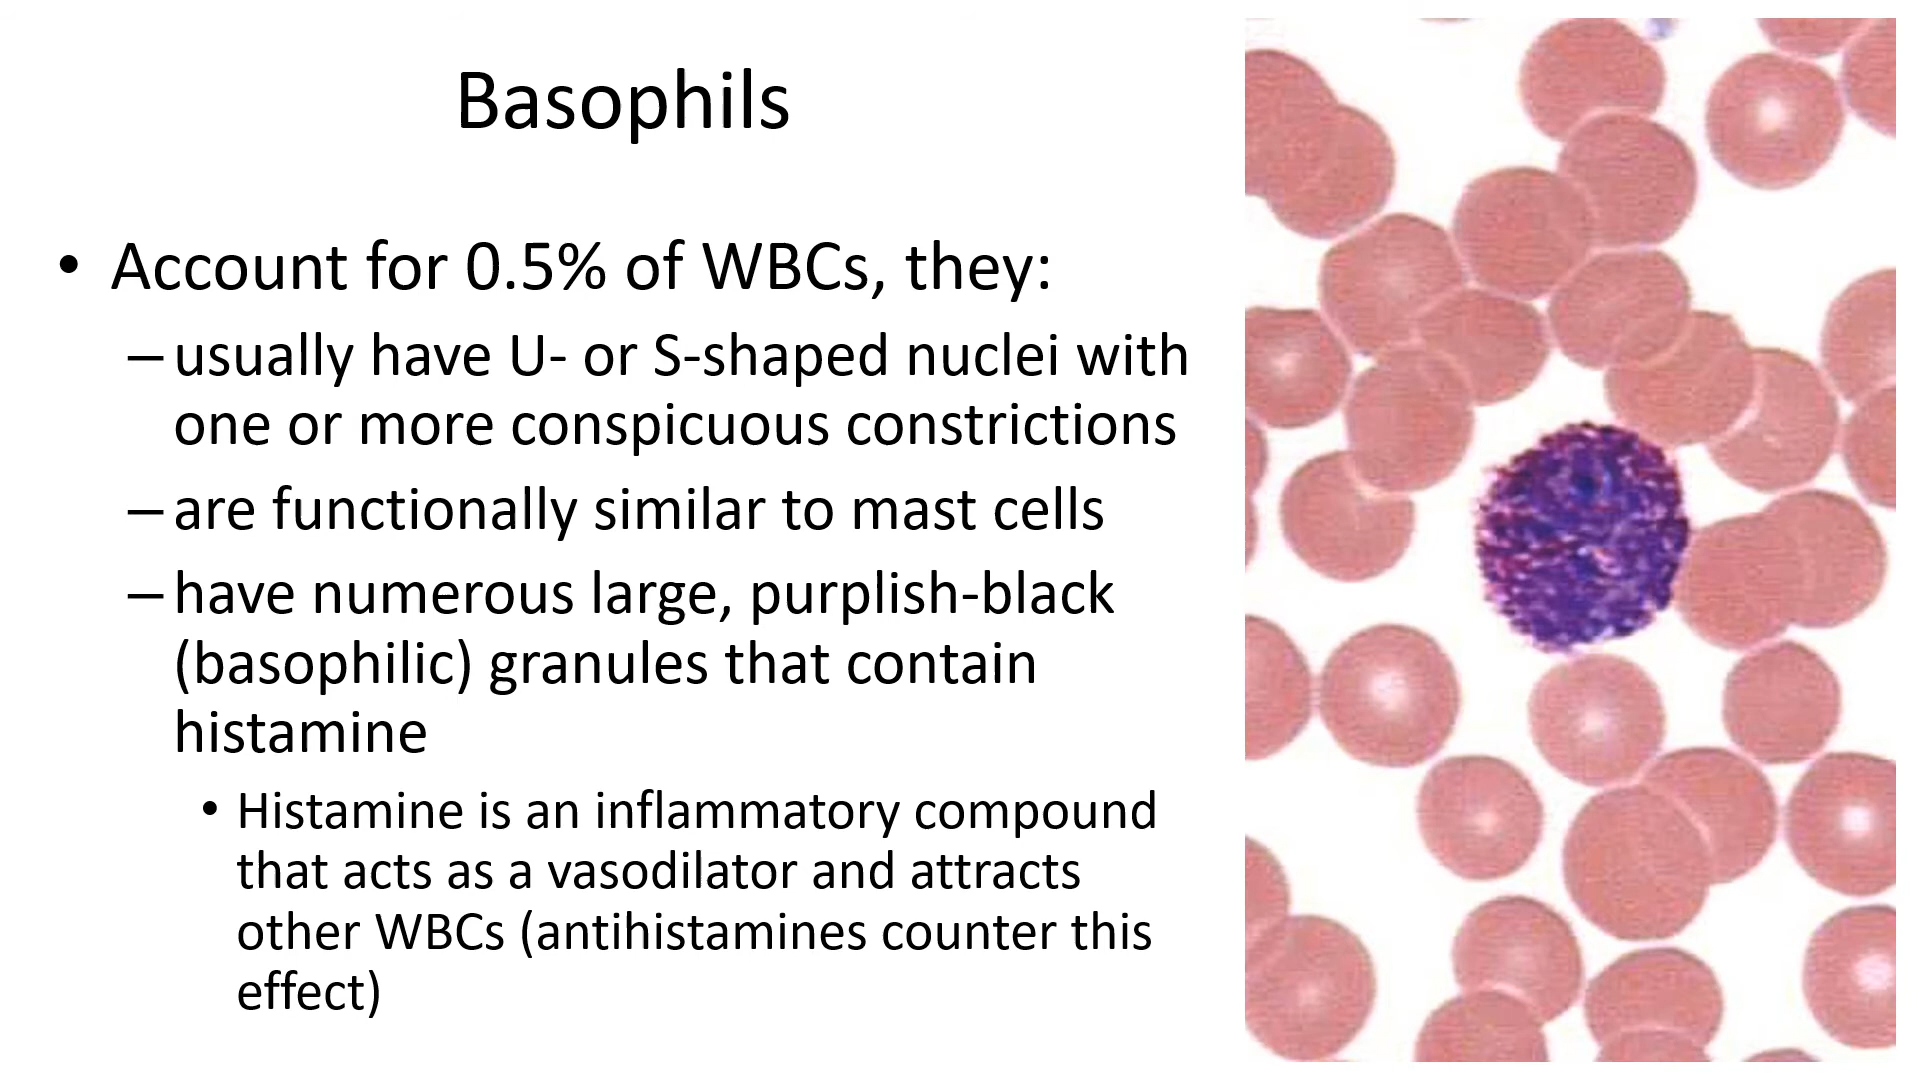 Basophils
• Account for 0.5% of WBCs, they:
– usually have U- or S-shaped nuclei with
one or more conspicuous constrictions
– are functionally similar to mast cells
– have numerous large, purplish-black
(basophilic) granules that contain
histamine
• Histamine is an inflammatory compound
that acts as a vasodilator and attracts
other WBCs (antihistamines counter this
effect)